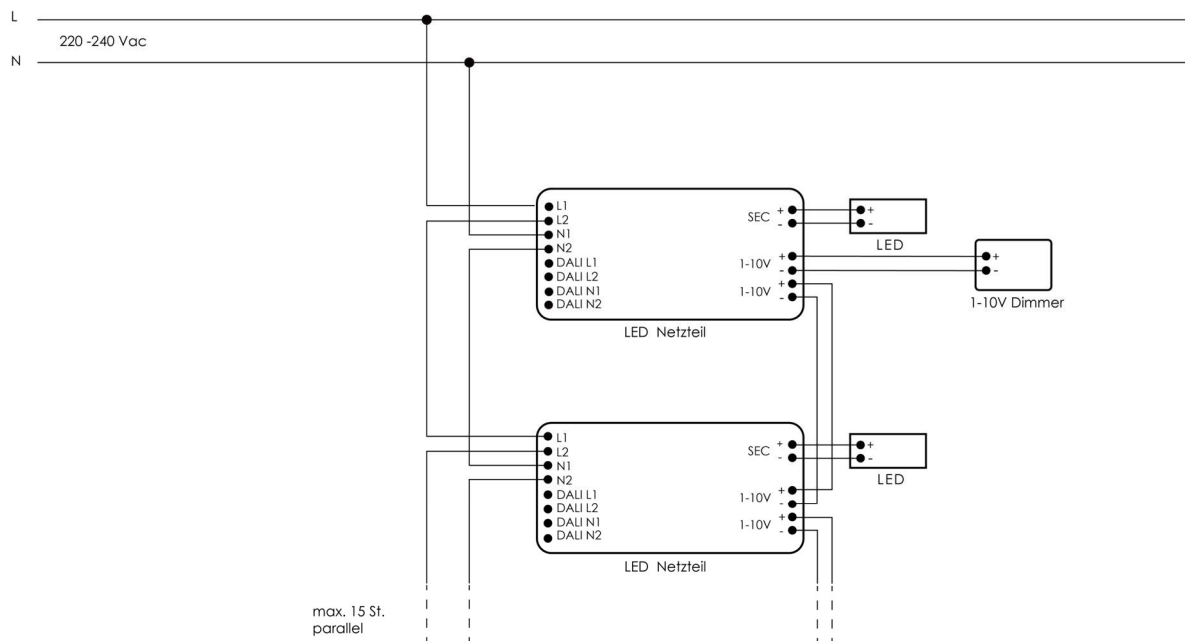 L
220 -240 Vac
N
L1
L2
N1
N2
DALI L1
DALI L2
DALI N1
DALI N2
SEC + -
1-10V + -
1-10V + -
LED Netzteil
+
-
LED
+
-
1-10V Dimmer
L1
L2
N1
N2
DALI L1
DALI L2
DALI N1
DALI N2
SEC + -
1-10V + -
1-10V + -
LED Netzteil
+
-
LED
max. 15 St.
parallel